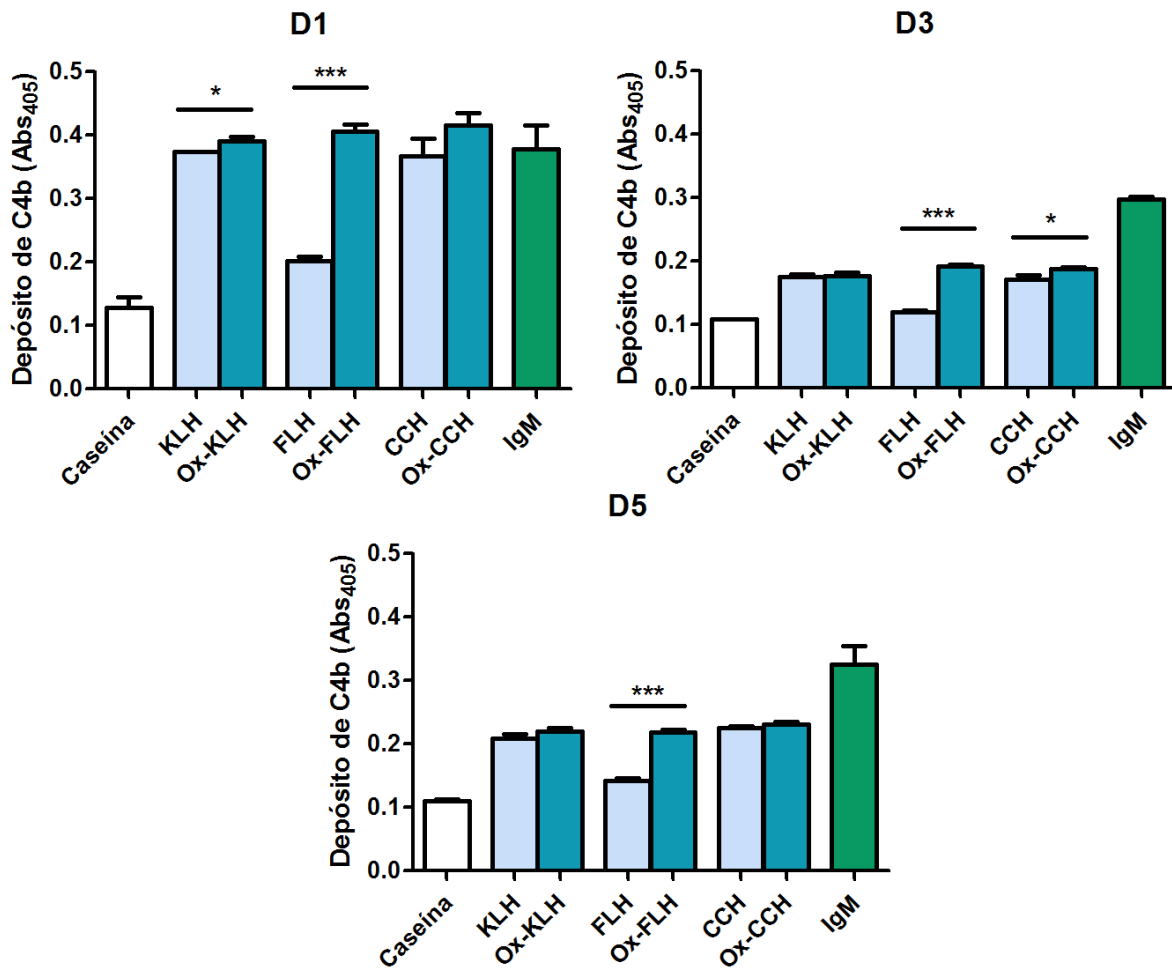 D1
Depósito de C4b (Abs405)
0.5
0.4
0.3
0.2
0.1
0.0
*
***
Caseína
KLH
Ox-KLH
FLH
Ox-FLH
CCH
Ox-CCH
IgM
D3
Depósito de C4b (Abs405)
0.5
0.4
0.3
0.2
0.1
0.0
***
*
Caseína
KLH
Ox-KLH
FLH
Ox-FLH
CCH
Ox-CCH
IgM
D5
Depósito de C4b (Abs405)
0.5
0.4
0.3
0.2
0.1
0.0
***
Caseína
KLH
Ox-KLH
FLH
Ox-FLH
CCH
Ox-CCH
IgM